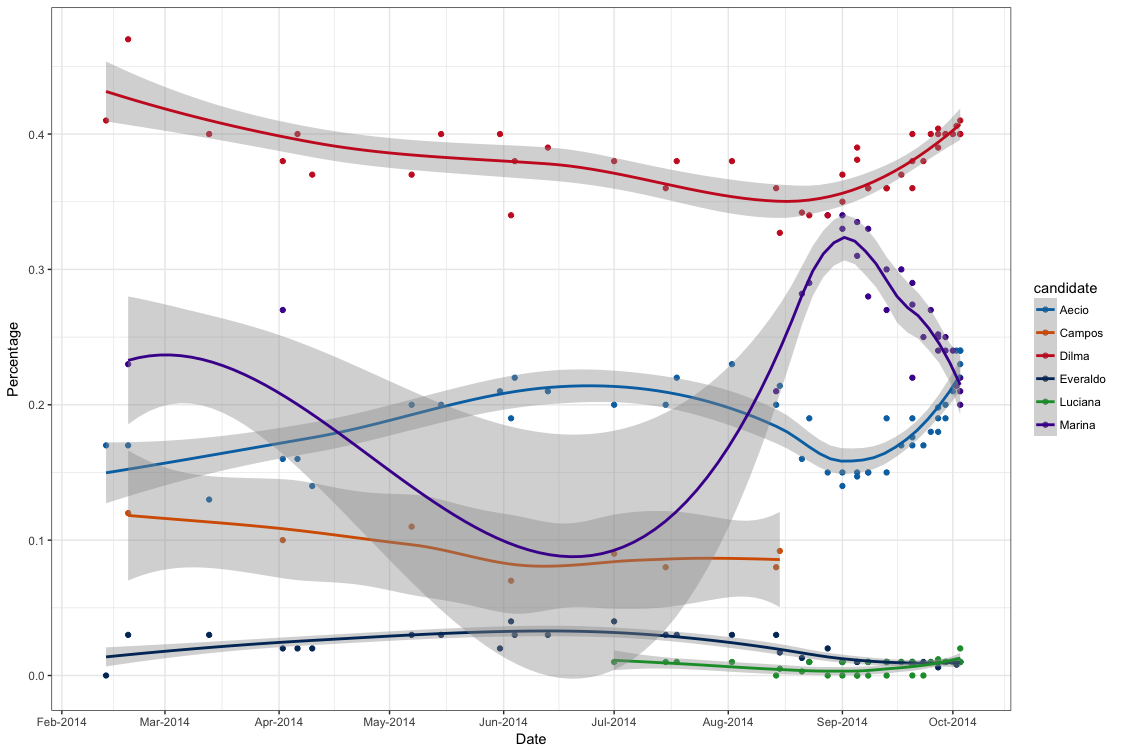 Percentage
0.4
0.3
0.2
0.1
0.0
Feb-2014 Mar-2014 Apr-2014 May-2014 Jun-2014 Jul-2014 Aug-2014 Sep-2014 Oct-2014
Date
candidate
Aecio
Campos
Dilma
Everaldo
Luciana
Marina